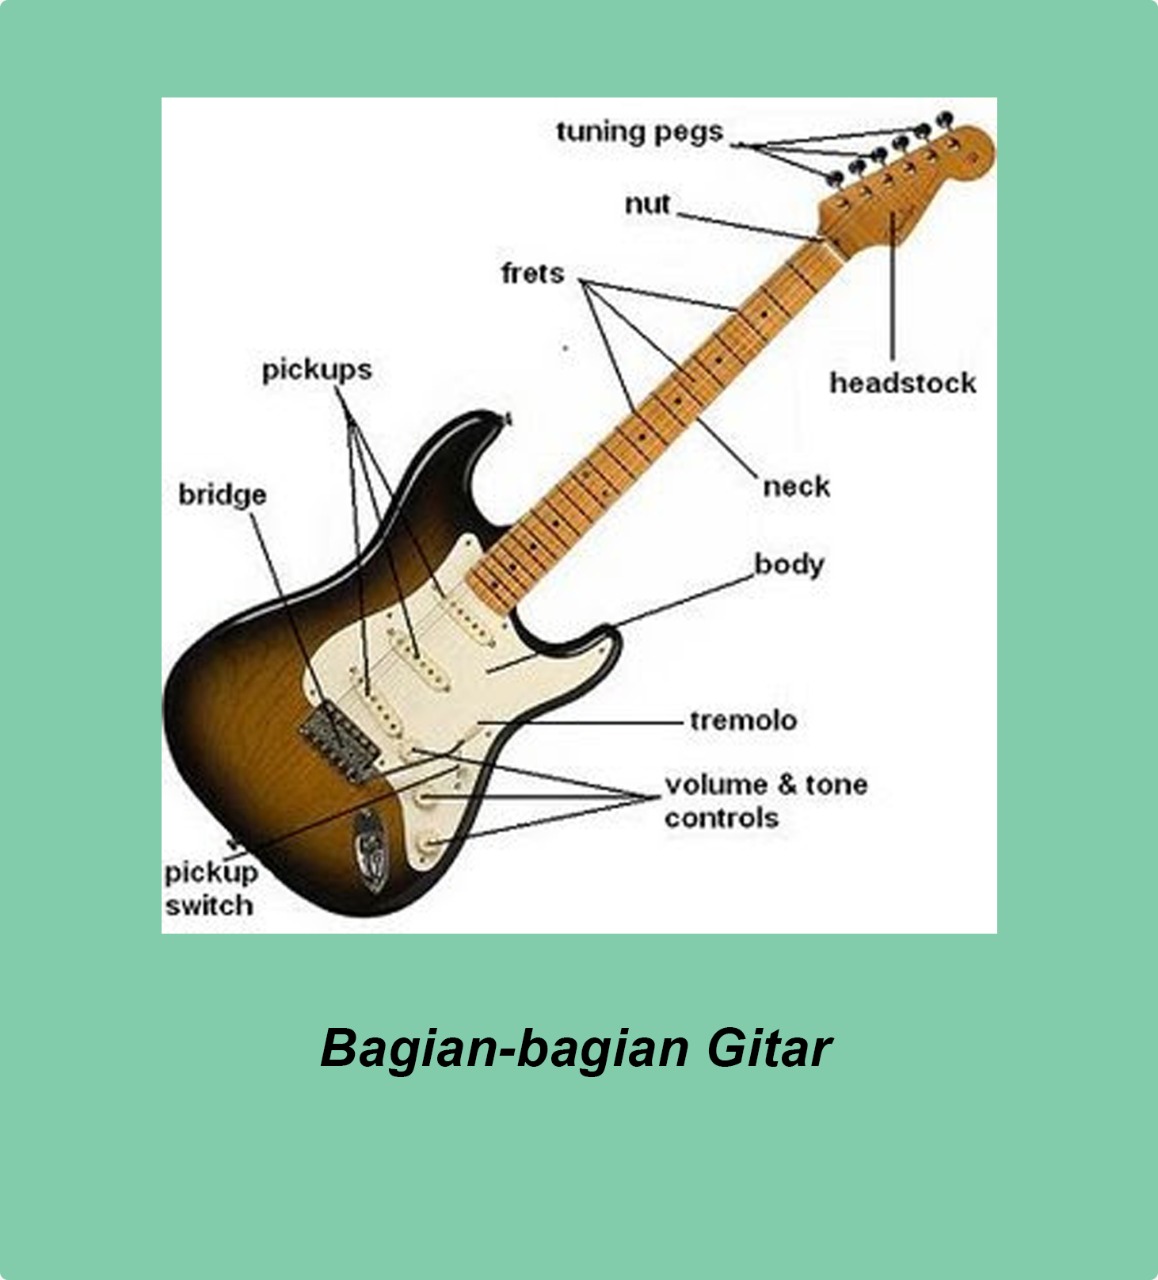 tuning pegs
nut
frets
pickups
headstock
bridge
neck
body
tremolo
volume & tone
controls
pickup
switch
Bagian-bagian Gitar